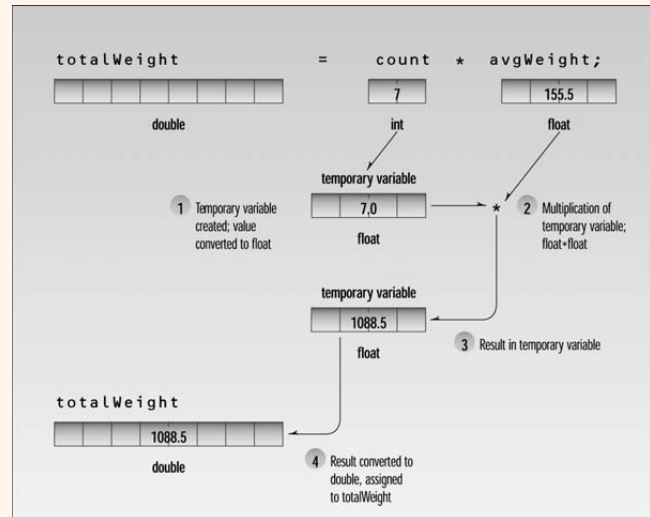 totalWeight = count * avgWeight;
7 155.5
double int float
temporary variable
1 Temporary variable
created; value
converted to float
7.0
float
*
2 Multiplication of
temporary variable;
float*float
temporary variable
1088.5
float
3 Result in temporary variable
totalWeight
1088.5
double
4 Result converted to
double, assigned
to totalWeight